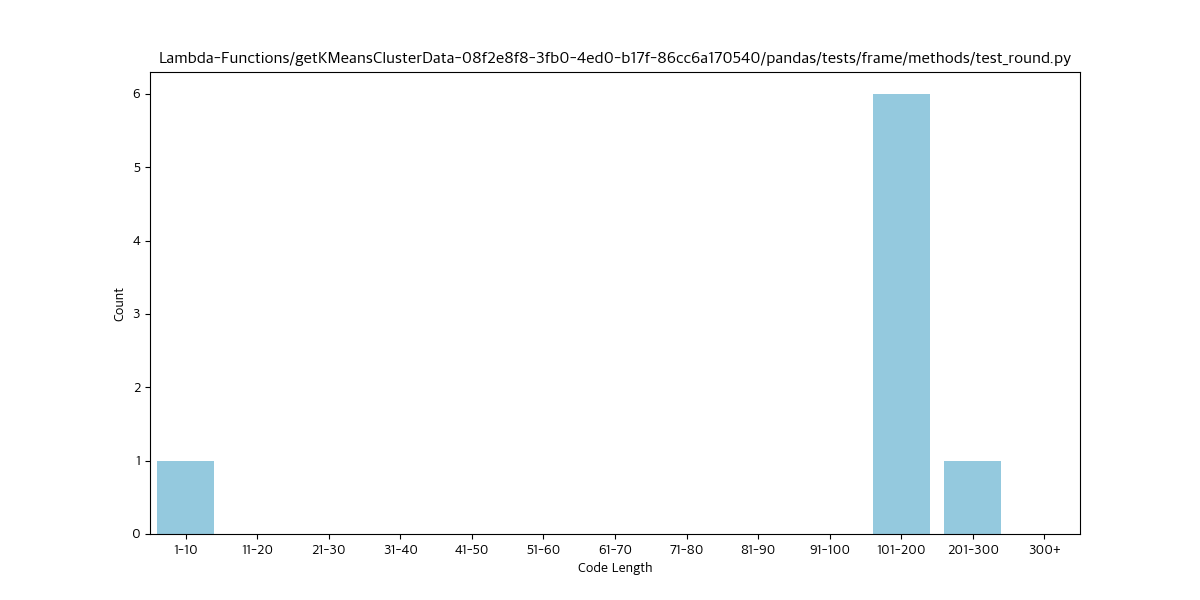 Lambda-Functions/getKMeansClusterData-08f2e8f8-3fb0-4ed0-b17f-86cc6a170540/pandas/tests/frame/methods/test_round.py
6
5
4
3
2
1
0
Count
1-10 11-20 21-30 31-40 41-50 51-60 61-70 71-80 81-90 91-100 101-200 201-300 300+
Code Length